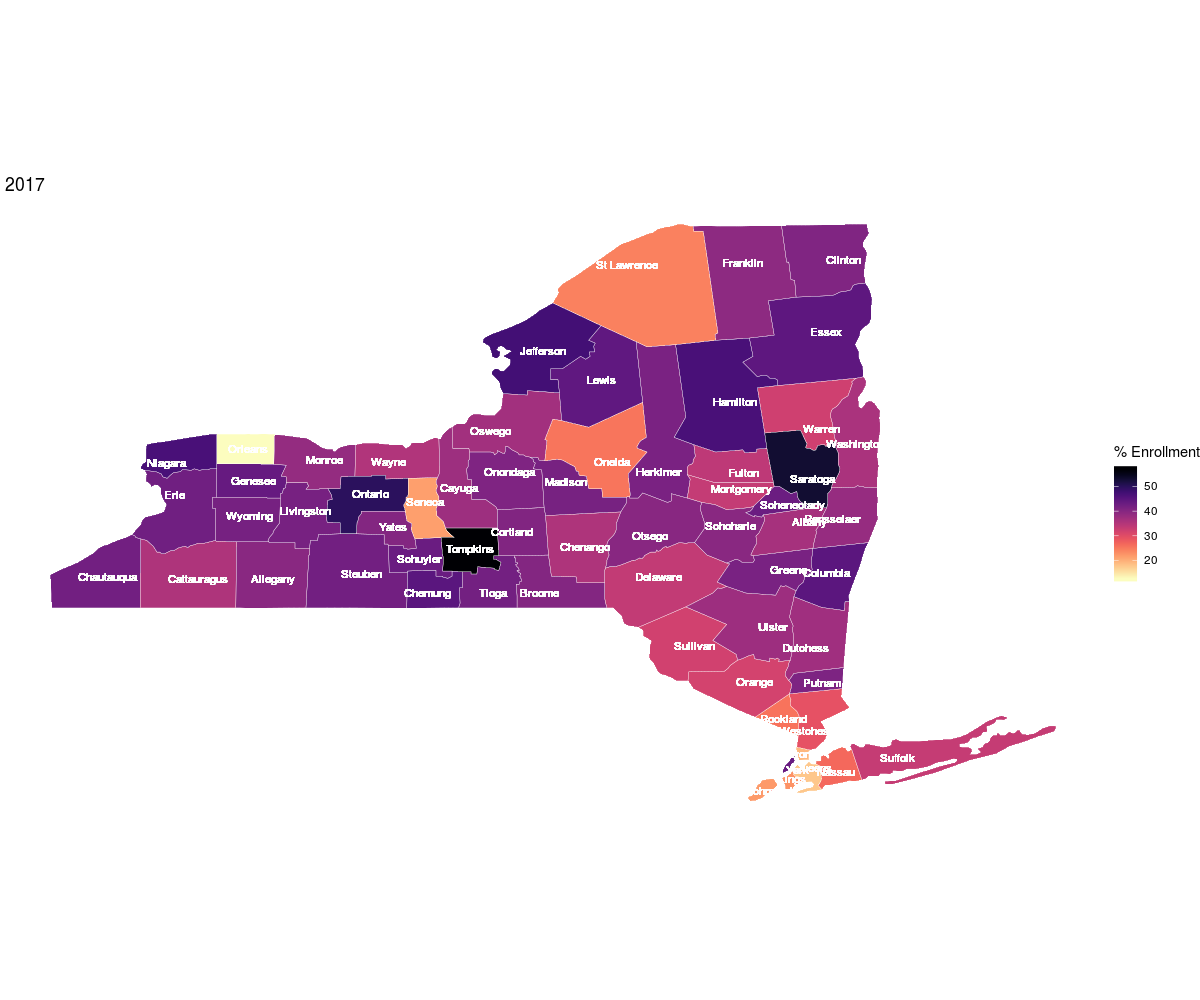 2017
St Lawrence
Franklin
Clinton
Essex
Jefferson
Lewis
Hamilton
Warren
Washington
Oswego
Oneida
Herkimer
Fulton
Saratoga
Montgomery
Niagara
Orleans
Monroe
Wayne
Onondaga
Madison
Genesee
Ontario
Seneca
Cayuga
Erie
Wyoming
Livingston
Yates
Cortland
Otsego
Schoharie
Schenectady
Albany
Rensselaer
Chautauqua
Cattaraugus
Allegany
Steuben
Schuyler
Tompkins
Chenango
Chemung
Tioga
Broome
Delaware
Greene
Columbia
Ulster
Dutchess
Sullivan
Orange
Putnam
Rockland
Westches
Nassau
Suffolk
% Enrollment
50
40
30
20